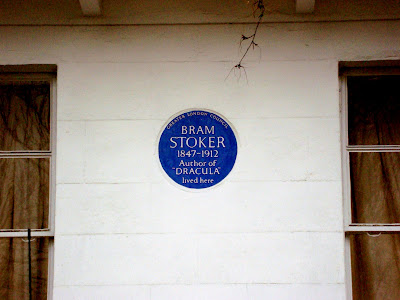 GREATER LONDON COUNCIL
BRAM
STOKER
1847-1912
Author of
"DRACULA"
lived here